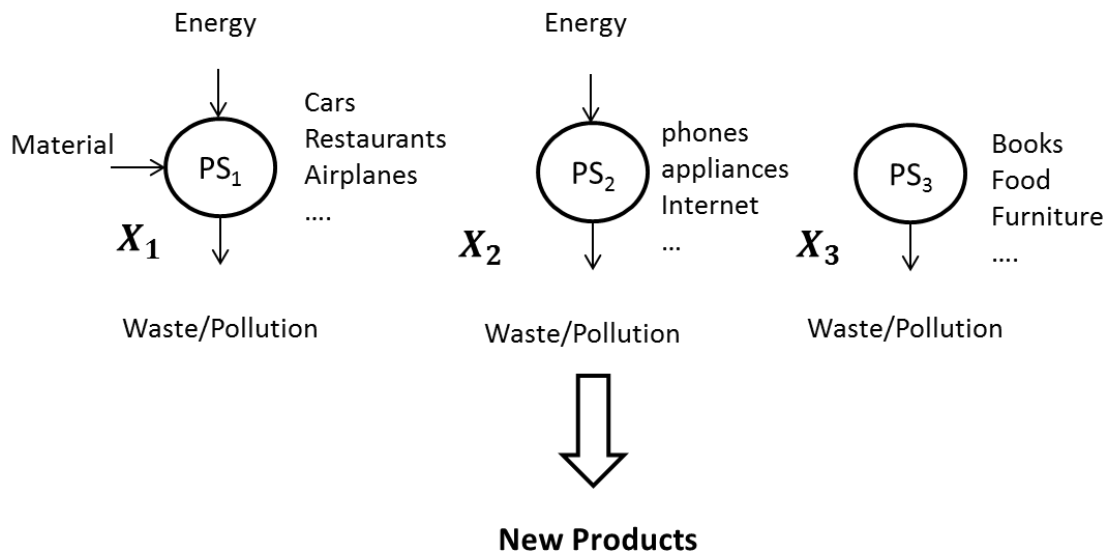 Energy
Energy
Material
PS₁
Cars
Restaurants
Airplanes
....
X₁
PS₂
phones
appliances
Internet
...
X₂
PS₃
Books
Food
Furniture
....
X₃
Waste/Pollution
Waste/Pollution
Waste/Pollution
New Products